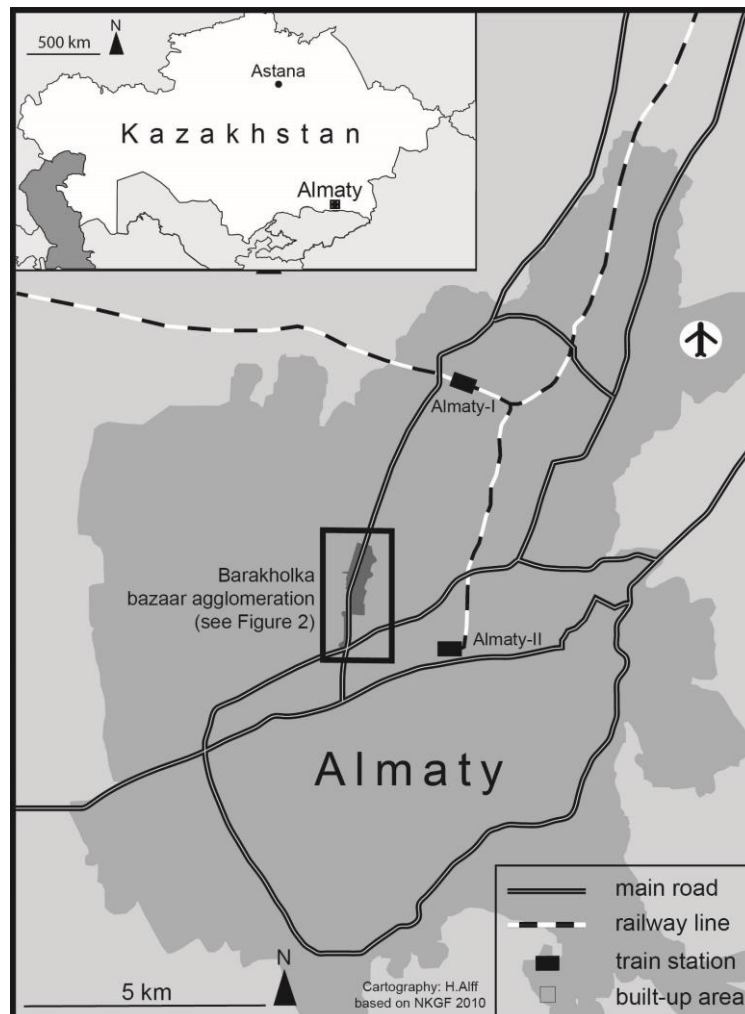 N
500 km
Astana
Kazakhstan
Almaty
Almaty-I
Barakholka
bazaar agglomeration
(see Figure 2)
Almaty-II
Almaty
main road
railway line
train station
built-up area
N
5 km
Cartography: H.Alff
based on NKGF 2010